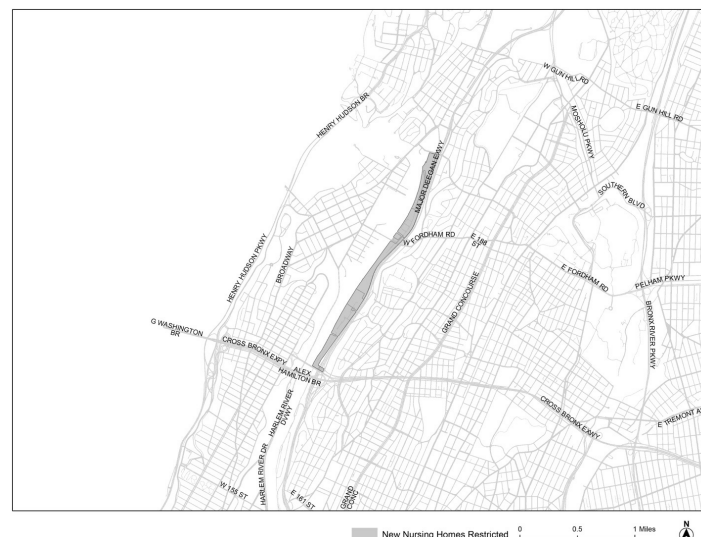 W GUN HILL RD
E GUN HILL RD
HENRY HUDSON BR
MOSHOLU PKWY
MAJOR DEEGAN EXWY
SOUTHERN BLVD
W FORDHAM RD
E 188
ST
HENRY HUDSON PKWY
BROADWAY
E FORDHAM RD
PELHAM PKWY
GRAND CONCOURSE
BRONX RIVER PKWY
G WASHINGTON
BR
CROSS BRONX EXPY
ALEX
HAMILTON BR
HARLEM RIVER
DVWY
CROSS BRONX EXWY
E TREMONT A
HARLEM RIVER DR
W 155 ST
E 161 ST
GRAND
CONC
New Nursing Homes Restricted
0 0.5 1 Miles
N